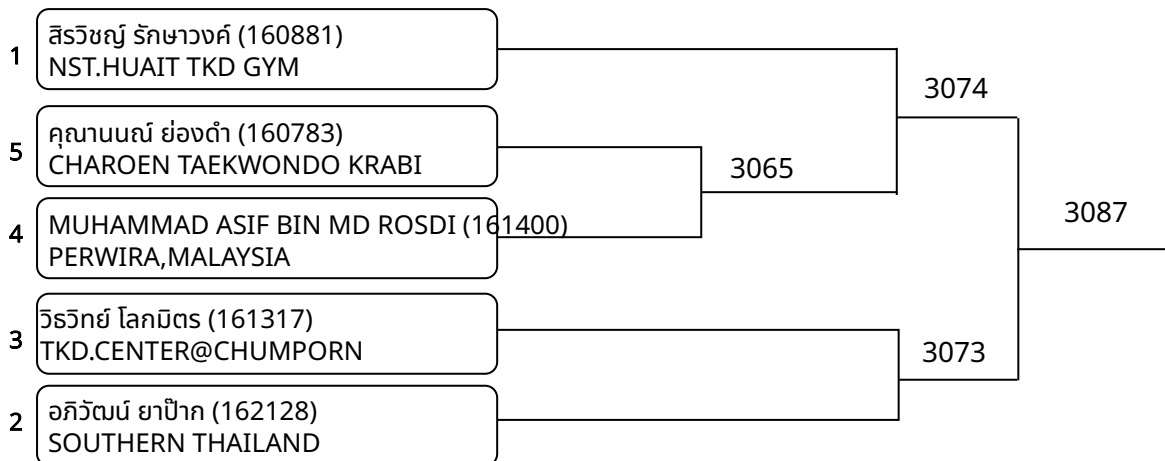 1
สิรวิชญ์ รักษาวงค์ (160881)
NST.HUAIT TKD GYM
3074
5
คุณานนณ์ ย่องดำ (160783)
CHAROEN TAEKWONDO KRABI
3065
4
MUHAMMAD ASIF BIN MD ROSDI (161400)
PERWIRA,MALAYSIA
3087
3
วิธวิทย์ โลกมิตร (161317)
TKD.CENTER@CHUMPORN
3073
2
อภิวัฒน์ ยาป๊าก (162128)
SOUTHERN THAILAND